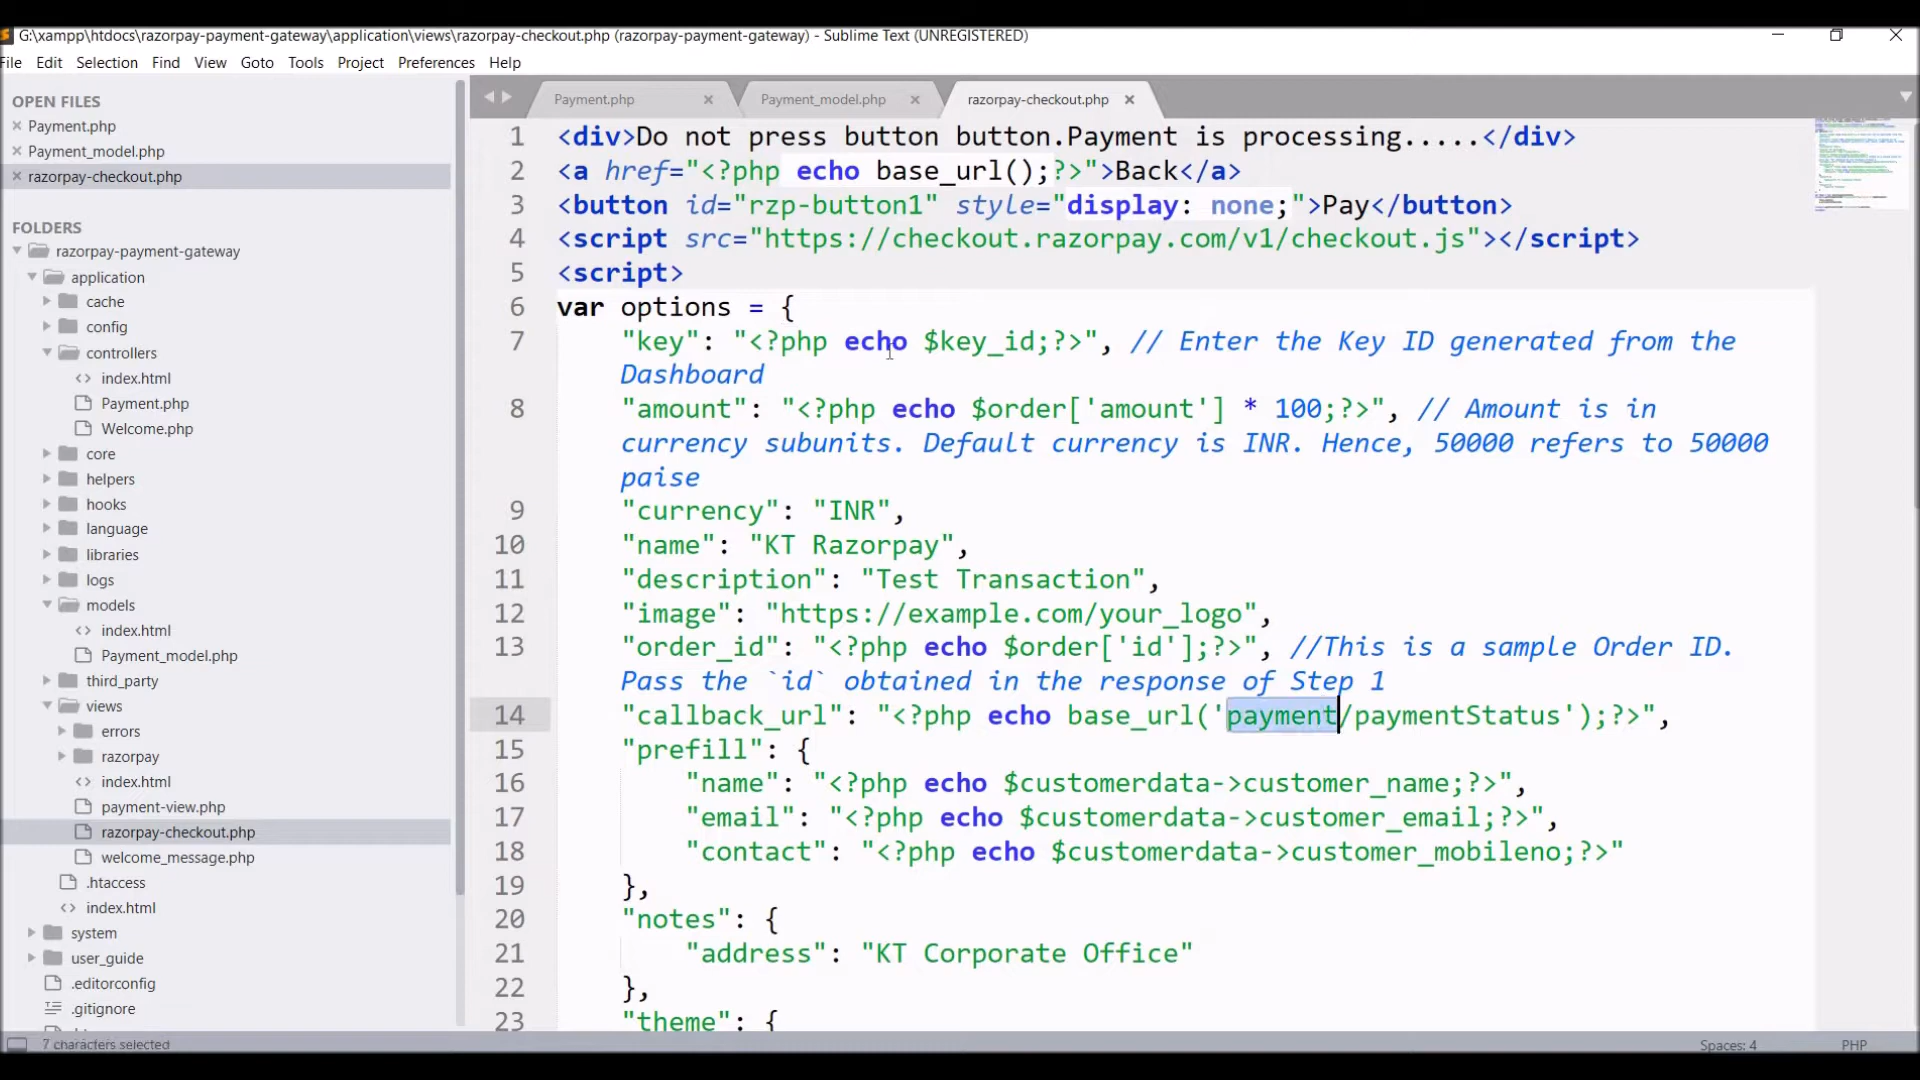 G:\xampp\htdocs\razorpay-payment-gateway\application\views\razorpay-checkout.php (razorpay-payment-gateway) - Sublime Text (UNREGISTERED)
File Edit Selection Find View Goto Tools Project Preferences Help
OPEN FILES
Payment.php
Payment_model.php
razorpay-checkout.php
FOLDERS
razorpay-payment-gateway
application
cache
config
controllers
index.html
Payment.php
Welcome.php
core
helpers
hooks
language
libraries
logs
models
index.html
Payment_model.php
third_party
views
errors
razorpay
index.html
payment-view.php
razorpay-checkout.php
welcome_message.php
.htaccess
index.html
system
user_guide
.editorconfig
.gitignore
Payment.php Payment_model.php razorpay-checkout.php
1 <div>Do not press button button.Payment is processing.....</div>
2 <a href="<?php echo base_url();?>">Back</a>
3 <button id="rzp-button1" style="display: none;">Pay</button>
4 <script src="https://checkout.razorpay.com/v1/checkout.js"></script>
5 <script>
6 var options = {
7 "key": "<?php echo $key_id;?>", // Enter the Key ID generated from the
Dashboard
8 "amount": "<?php echo $order['amount'] * 100;?>", // Amount is in
currency subunits. Default currency is INR. Hence, 50000 refers to 50000
paise
9 "currency": "INR",
10 "name": "KT Razorpay",
11 "description": "Test Transaction",
12 "image": "https://example.com/your_logo",
13 "order_id": "<?php echo $order['id'];?>", //This is a sample Order ID.
Pass the `id` obtained in the response of Step 1
14 "callback_url": "<?php echo base_url('payment/paymentStatus');?>",
15 "prefill": {
16 "name": "<?php echo $customerdata->customer_name;?>",
17 "email": "<?php echo $customerdata->customer_email;?>",
18 "contact": "<?php echo $customerdata->customer_mobileno;?>"
19 },
20 "notes": {
21 "address": "KT Corporate Office"
22 },
23 "theme": {
7 characters selected
Spaces: 4 PHP